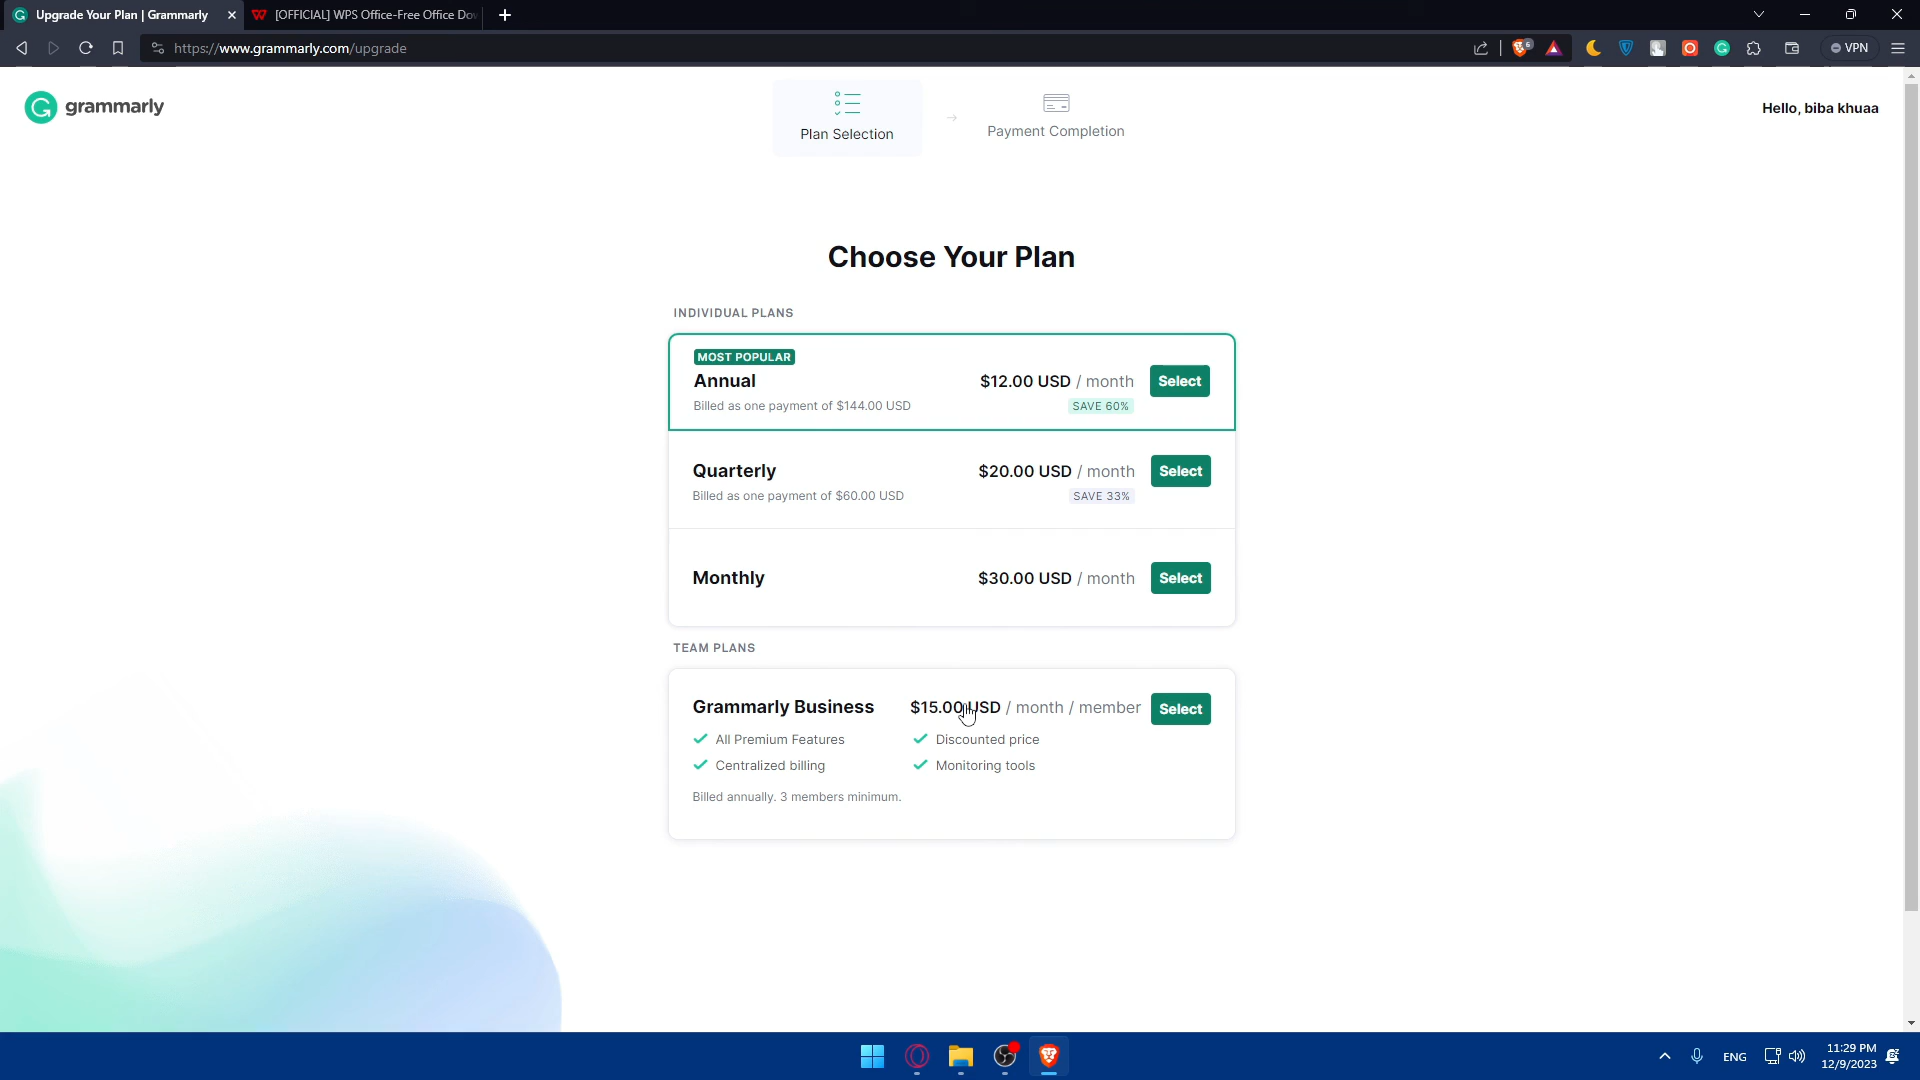 Upgrade Your Plan | Grammarly
[OFFICIAL] WPS Office-Free Office Dow
https://www.grammarly.com/upgrade
6
VPN
grammarly
Plan Selection
Payment Completion
Hello, biba khuaa
Choose Your Plan
INDIVIDUAL PLANS
MOST POPULAR
Annual
$12.00 USD / month
Select
Billed as one payment of $144.00 USD
SAVE 60%
Quarterly
$20.00 USD / month
Select
Billed as one payment of $60.00 USD
SAVE 33%
Monthly
$30.00 USD / month
Select
TEAM PLANS
Grammarly Business
$15.00 USD / month / member
Select
All Premium Features
Discounted price
Centralized billing
Monitoring tools
Billed annually. 3 members minimum.
ENG
11:29 PM
12/9/2023